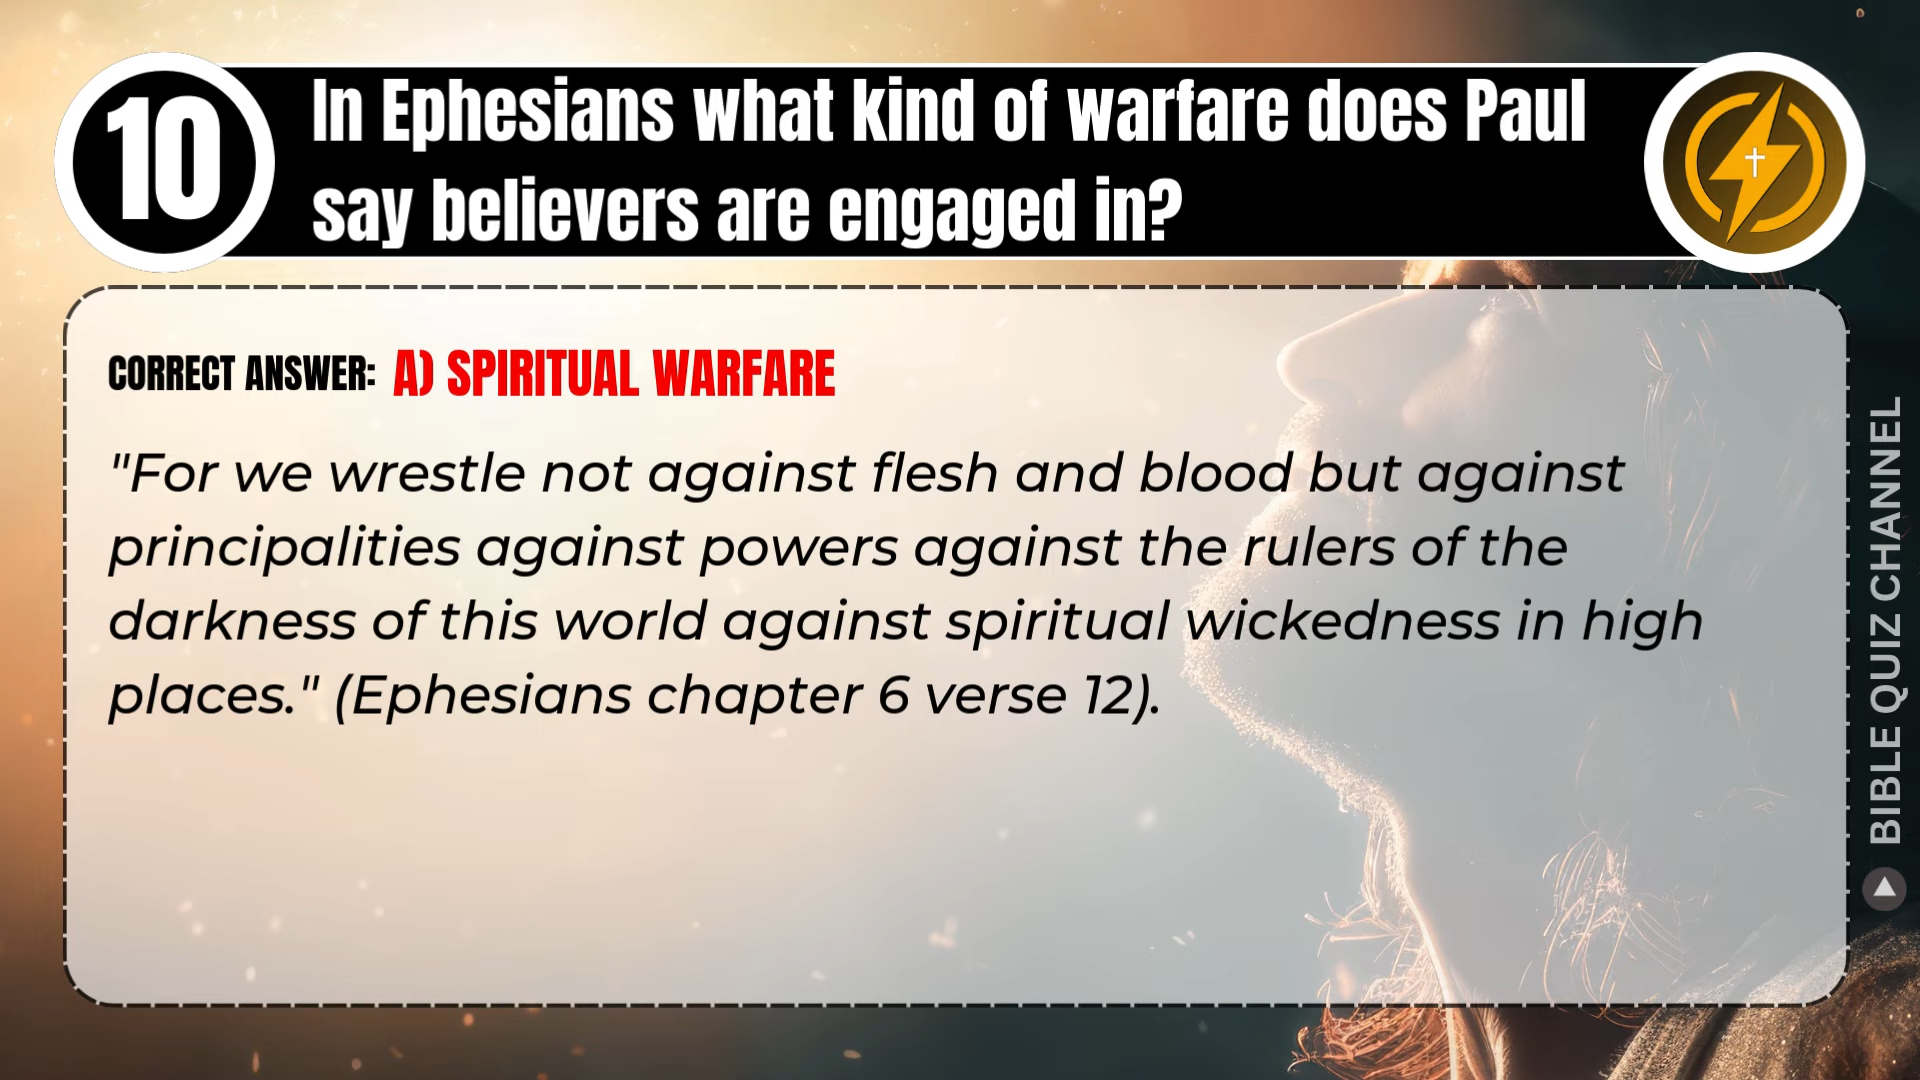 10
In Ephesians what kind of warfare does Paul
say believers are engaged in?
CORRECT ANSWER: A) SPIRITUAL WARFARE
"For we wrestle not against flesh and blood but against
principalities against powers against the rulers of the
darkness of this world against spiritual wickedness in high
places." (Ephesians chapter 6 verse 12).
BIBLE QUIZ CHANNEL